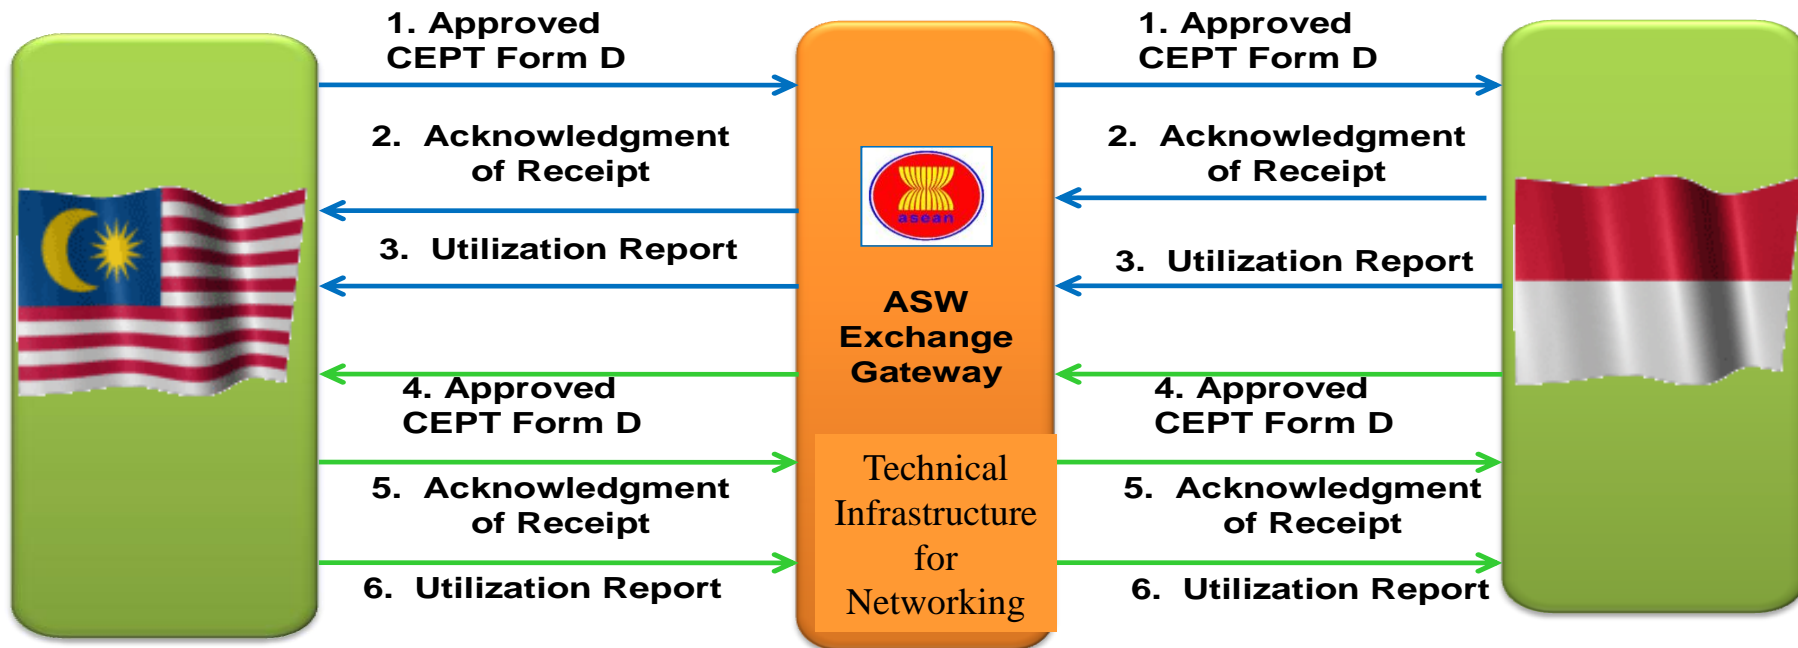 1. Approved
CEPT Form D
2. Acknowledgment
of Receipt
3. Utilization Report
4. Approved
CEPT Form D
5. Acknowledgment
of Receipt
6. Utilization Report
asean
ASW
Exchange
Gateway
Technical
Infrastructure
for
Networking
1. Approved
CEPT Form D
2. Acknowledgment
of Receipt
3. Utilization Report
4. Approved
CEPT Form D
5. Acknowledgment
of Receipt
6. Utilization Report